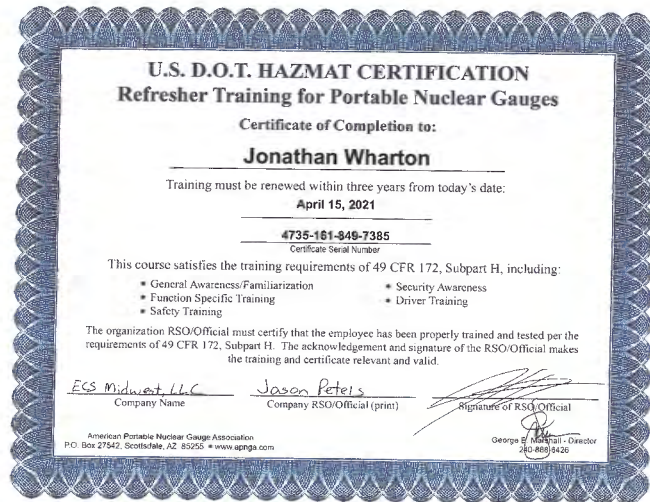 U.S. D.O.T. HAZMAT CERTIFICATION
Refresher Training for Portable Nuclear Gauges
Certificate of Completion to:
Jonathan Wharton
Training must be renewed within three years from today's date:
April 15, 2021
4735-161-849-7385
Certificate Serial Number
This course satisfies the training requirements of 49 CFR 172, Subpart H, including:
* General Awareness/Familiarization
* Function Specific Training
* Safety Training
* Security Awareness
* Driver Training
The organization RSO/Official must certify that the employee has been properly trained and tested per the
requirements of 49 CFR 172, Subpart H. The acknowledgement and signature of the RSO/Official makes
the training and certificate relevant and valid.
ECS Midwest, LLC
Company Name
Jason Peters
Company RSO/Official (print)
Signature of RSO/Official
American Portable Nuclear Gauge Association
P.O. Box 27542, Scottsdale, AZ 85255 * www.apnga.com
George E. Marshall - Director
240-888-6426